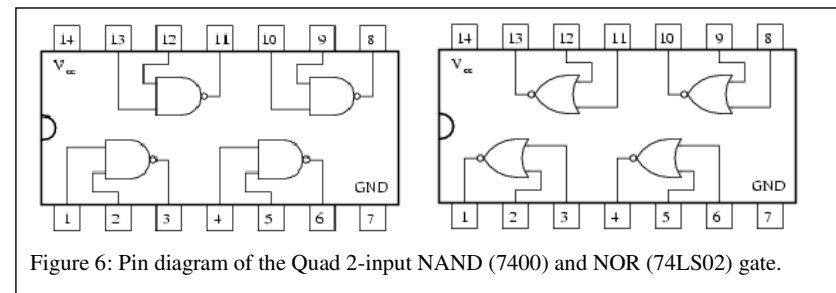 14 13 12 11 10 9 8 14 13 12 11 10 9 8
Vcc Vcc
GND GND
1 2 3 4 5 6 7 1 2 3 4 5 6 7
Figure 6: Pin diagram of the Quad 2-input NAND (7400) and NOR (74LS02) gate.